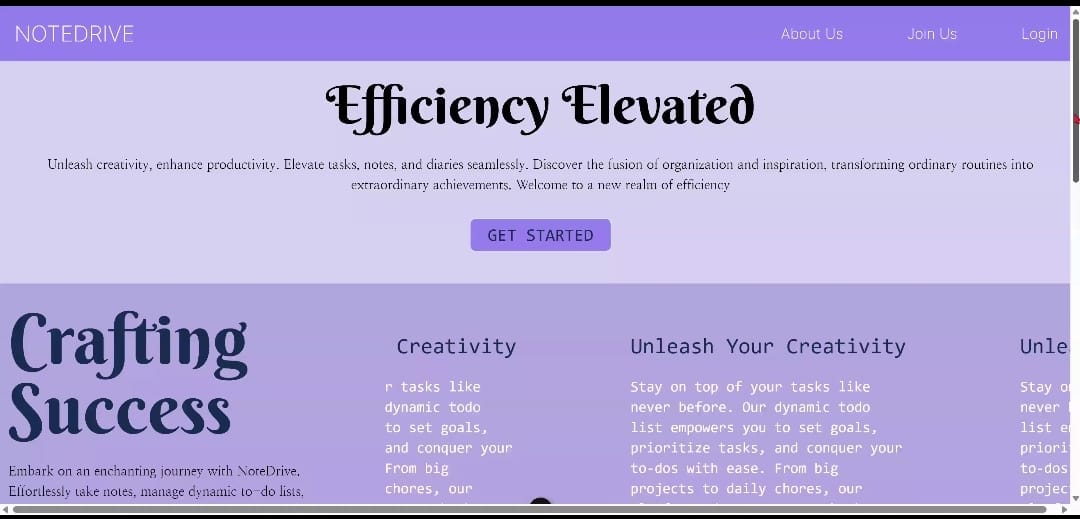 NOTEDRIVE
About Us
Join Us
Login
Efficiency Elevated
Unleash creativity, enhance productivity. Elevate tasks, notes, and diaries seamlessly. Discover the fusion of organization and inspiration, transforming ordinary routines into
extraordinary achievements. Welcome to a new realm of efficiency
GET STARTED
Crafting
Success
Embark on an enchanting journey with NoteDrive.
Effortlessly take notes, manage dynamic to-do lists,
Creativity
r tasks like
dynamic todo
to set goals,
and conquer your
From big
chores, our
Unleash Your Creativity
Stay on top of your tasks like
never before. Our dynamic todo
list empowers you to set goals,
prioritize tasks, and conquer your
to-dos with ease. From big
projects to daily chores, our
Unle
Stay o
never
list e
priori
to-dos
projec